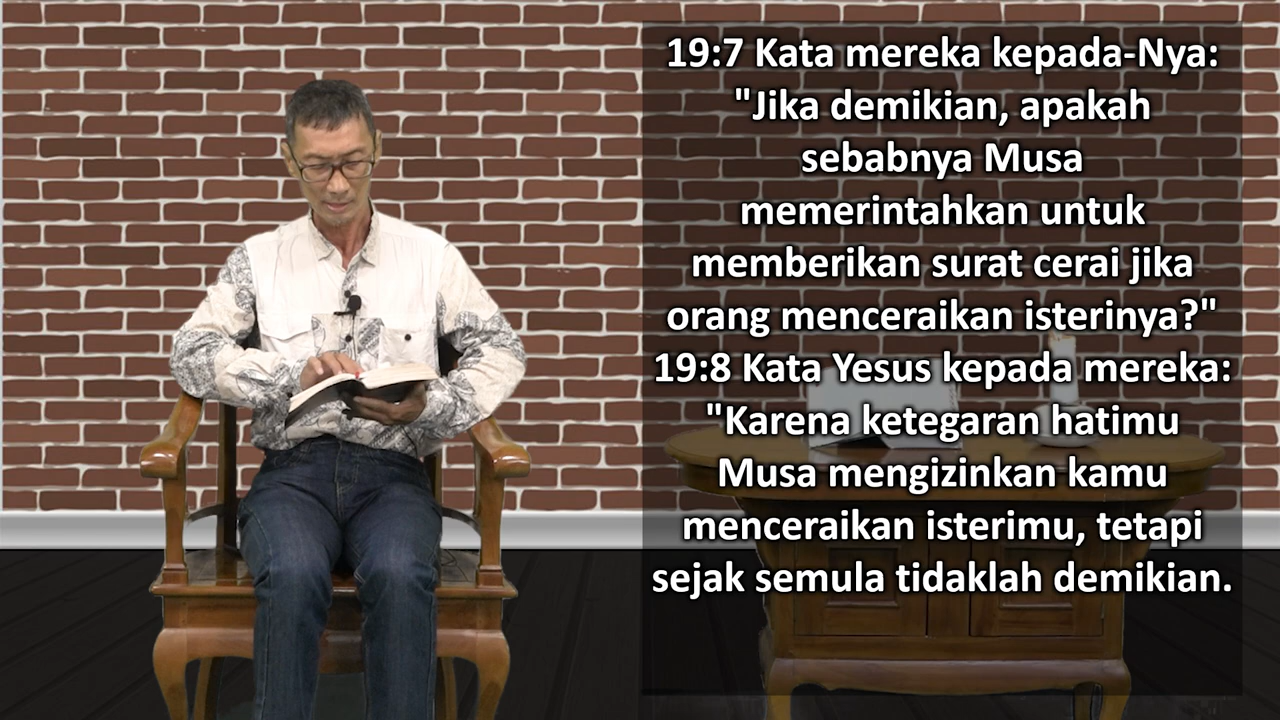 19:7 Kata mereka kepada-Nya:
"Jika demikian, apakah
sebabnya Musa
memerintahkan untuk
memberikan surat cerai jika
orang menceraikan isterinya?"
19:8 Kata Yesus kepada mereka:
"Karena ketegaran hatimu
Musa mengizinkan kamu
menceraikan isterimu, tetapi
sejak semula tidaklah demikian.